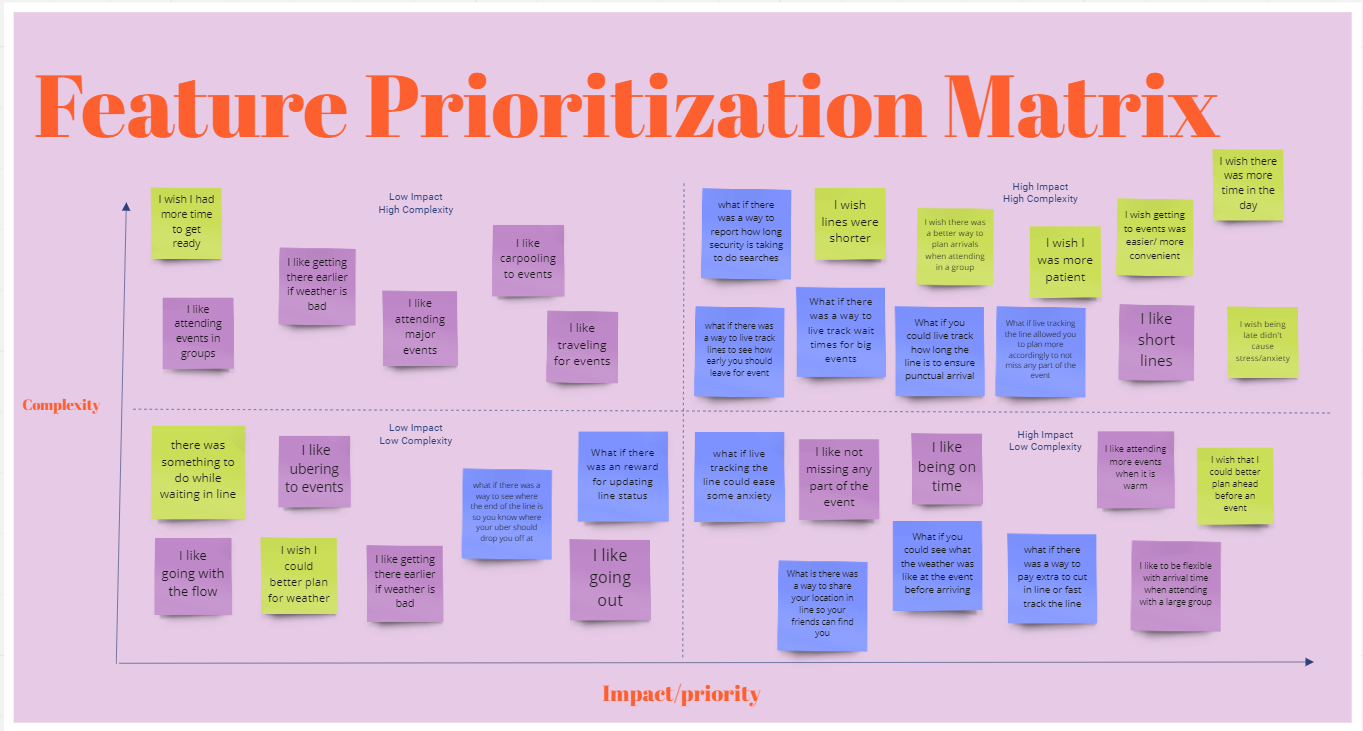 Feature Prioritization Matrix
Low Impact
High Complexity
I wish I had
more time
to get
ready
I like getting
there earlier
if weather is
bad
I like
carpooling
to events
I like
attending
events in
groups
I like
attending
major
events
I like
traveling
for events
High Impact
High Complexity
what if there
was a way to
report how long
security is taking
to do searches
I wish
lines were
shorter
I wish there was
a better way to
plan arrivals
when attending
in a group
I wish I
was more
patient
I wish getting
to events was
easier/ more
convenient
I wish there
was more
time in the
day
what if there was
a way to live track
lines to see how
early you should
leave for event
What if there
was a way to
live track wait
times for big
events
What if you
could live track
how long the
line is to ensure
punctual arrival
What if live tracking
the line allowed you
to plan more
accordingly to not
miss any part of the
event
I like
short
lines
I wish being
late didn't
cause
stress/anxiety
Complexity
Low Impact
Low Complexity
there was
something to
do while
waiting in line
I like
ubering
to events
what if there was a
way to see where
the end of the line is
so you know where
your uber should
drop you off at
What if there
was an reward
for updating
line status
I like
going with
the flow
I wish I
could
better plan
for weather
I like getting
there earlier
if weather is
bad
I like
going
out
High Impact
Low Complexity
what if live
tracking the
line could ease
some anxiety
I like not
missing any
part of the
event
I like
being on
time
I like attending
more events
when it is
warm
I wish that I
could better
plan ahead
before an
event
What is there was
a way to share
your location in
line so your
friends can find
you
What if you
could see what
the weather was
like at the event
before arriving
what if there
was a way to
pay extra to cut
in line or fast
track the line
I like to be flexible
with arrival time
when attending
with a large group
Impact/priority